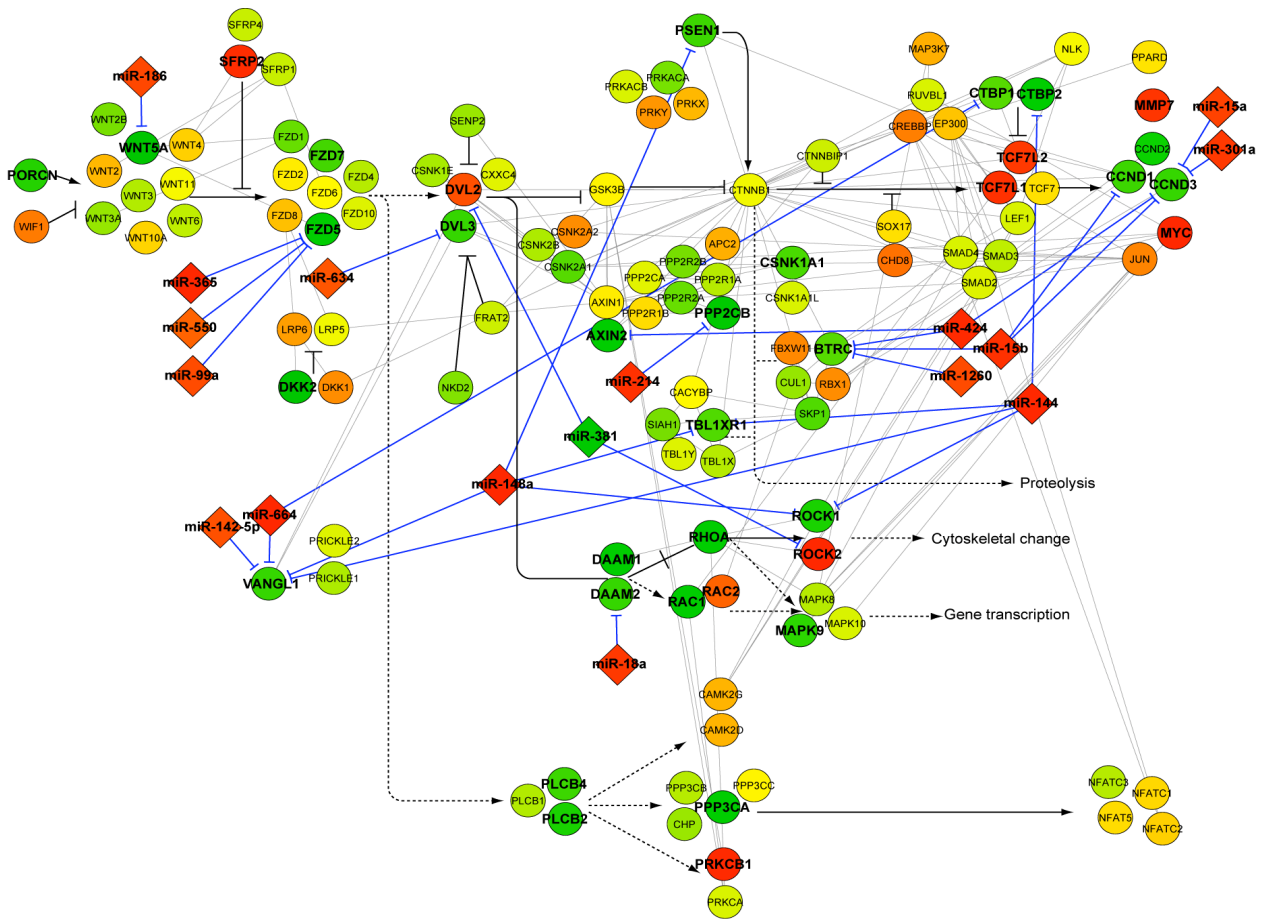 SFRP4
PSEN1
SFRP2
SFRP1
miR-186
MAP3K7
NLK
PPARD
PRKACA
PRKACB
PRKY
PRKX
RUVBL1
CTBP1
CTBP2
MMP7
miR-15a
WNT2B
WNT5A
WNT4
FZD1
FZD7
SENP2
CREBBP
EP300
CCND2
miR-301a
PORCN
WNT2
WNT11
FZD2
FZD4
CSNK1E
CXXC4
CTNNBIP1
TCF7L2
CCND1
CCND3
WNT3
FZD6
DVL2
GSK3B
CTNNB1
TCF7L1
TCF7
WNT3A
WNT6
FZD8
FZD10
WIF1
WNT10A
FZD5
DVL3
CSNK2A2
CSNK2B
CSNK2A1
APC2
SOX17
LEF1
MYC
PPP2R2B
PPP2CA
PPP2R1A
CSNK1A1
CHD8
SMAD4
SMAD3
SMAD2
JUN
miR-365
miR-634
AXIN1
PPP2R2A
PPP2R1B
PPP2CB
CSNK1A1L
miR-550
LRP6
LRP5
FRAT2
AXIN2
miR-424
FBXW11
BTRC
miR-15b
miR-99a
DKK2
DKK1
NKD2
miR-214
CACYBP
CUL1
RBX1
miR-1260
miR-144
miR-381
SIAH1
TBL1XR1
SKP1
TBL1Y
TBL1X
miR-148a
Proteolysis
miR-142-5p
miR-664
ROCK1
PRICKLE2
RHOA
Cytoskeletal change
DAAM1
ROCK2
VANGL1
PRICKLE1
DAAM2
RAC1
RAC2
MAPK8
MAPK9
MAPK10
Gene transcription
miR-18a
CAMK2G
CAMK2D
PLCB4
PLCB1
PLCB2
PPP3CB
PPP3CC
PPP3CA
CHP
NFATC3
NFATC1
NFAT5
NFATC2
PRKCB1
PRKCA